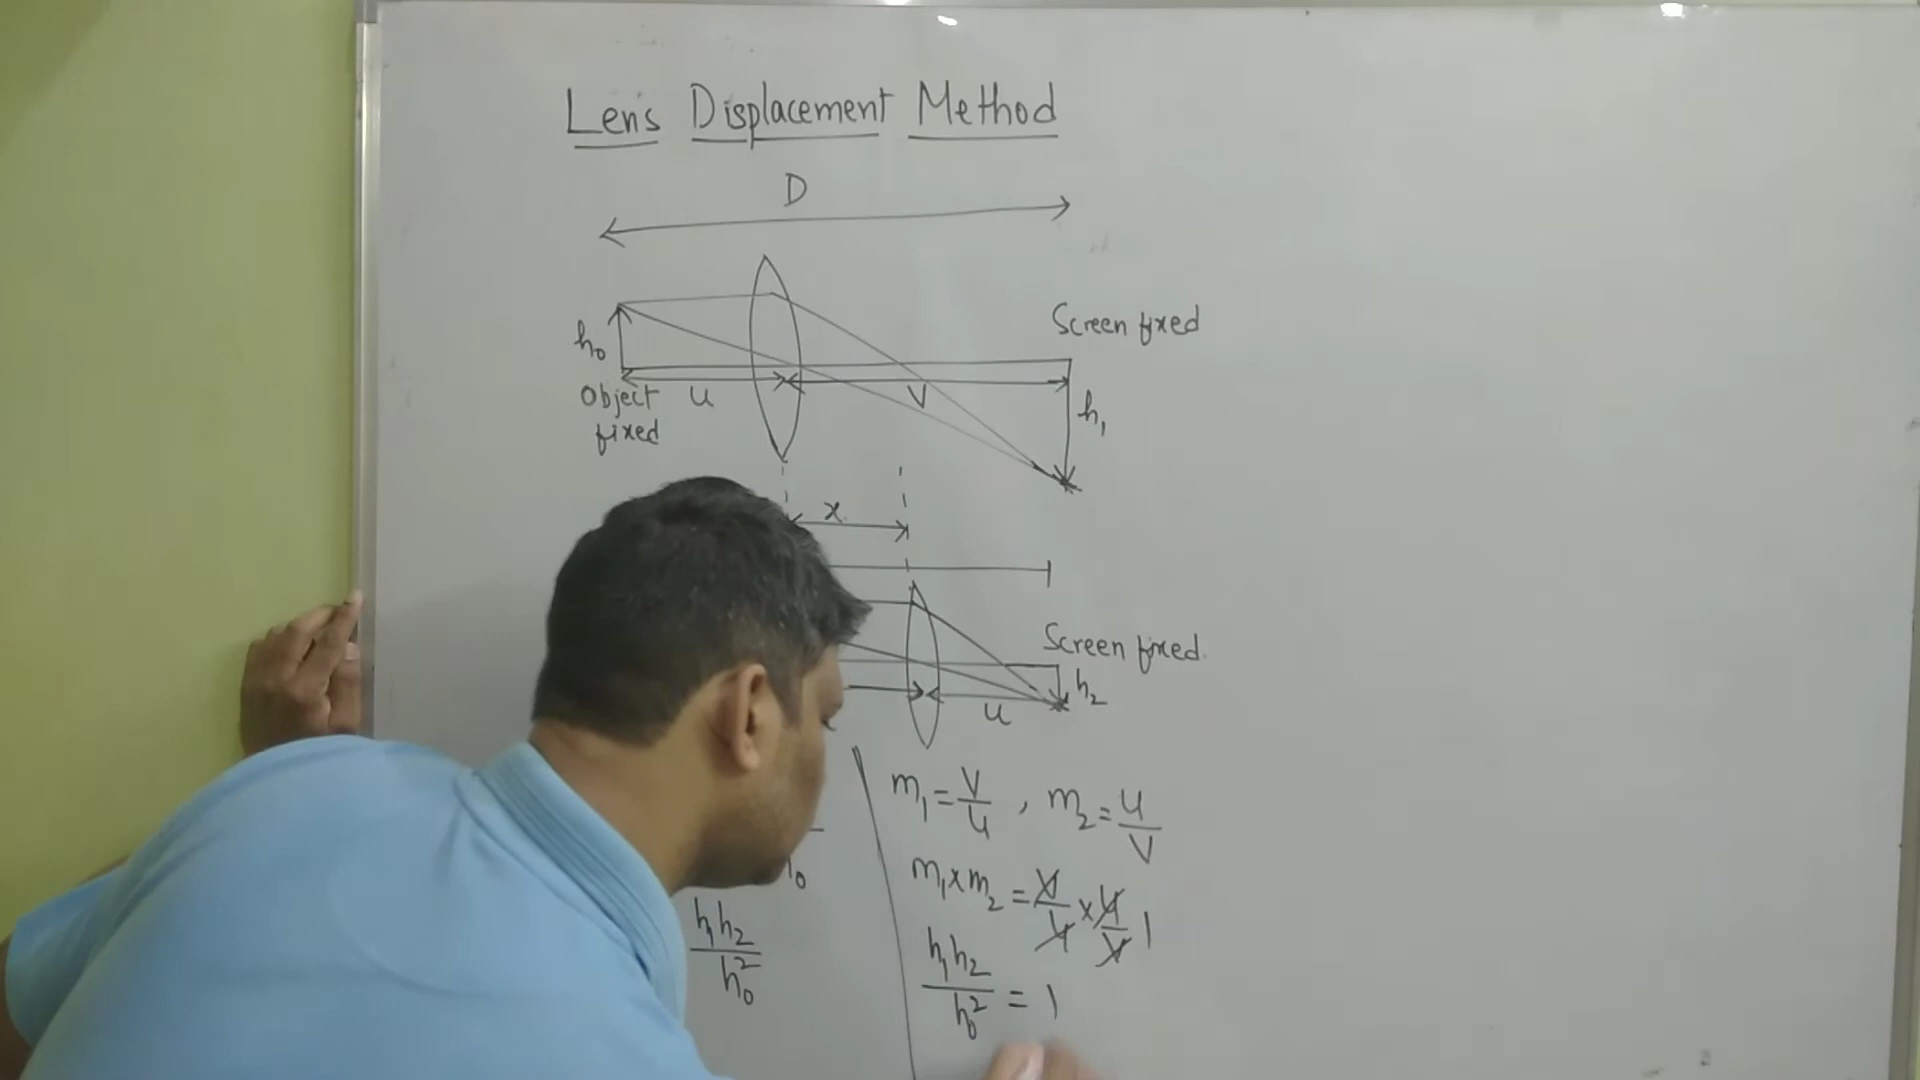 Lens Displacement Method
D
h₀
Screen fixed
Object
fixed
u
v
h₁
x
Screen fixed.
h₂
u
m₁ = v/u , m₂ = u/v
h₀
m₁ x m₂ = v/u x u/v 1
h₁h₂/h₀²
h₁h₂/h₀² = 1